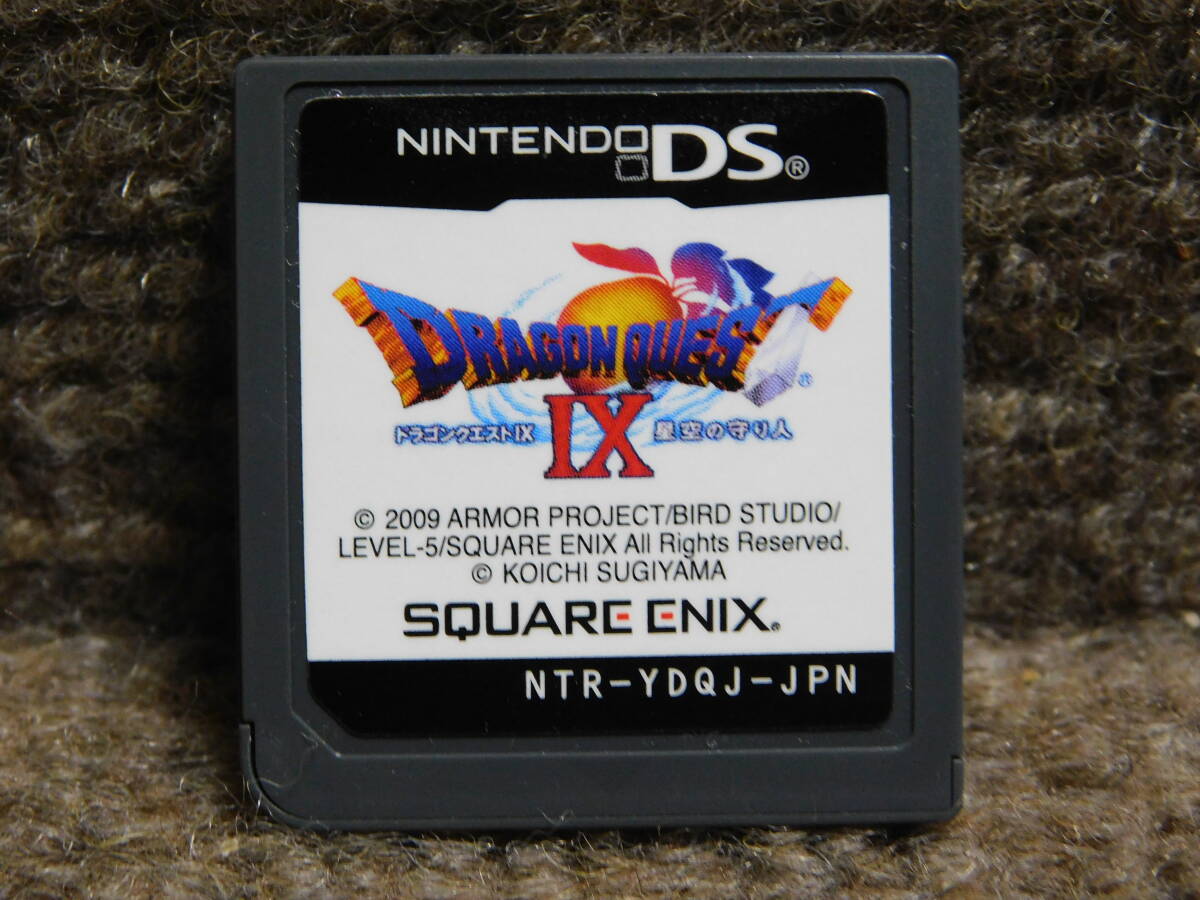 NINTENDO DS®
DRAGON QUEST®
IX
ドラゴンクエストIX 星空の守り人
© 2009 ARMOR PROJECT/BIRD STUDIO/
LEVEL-5/SQUARE ENIX All Rights Reserved.
© KOICHI SUGIYAMA
SQUARE ENIX®
NTR-YDQJ-JPN